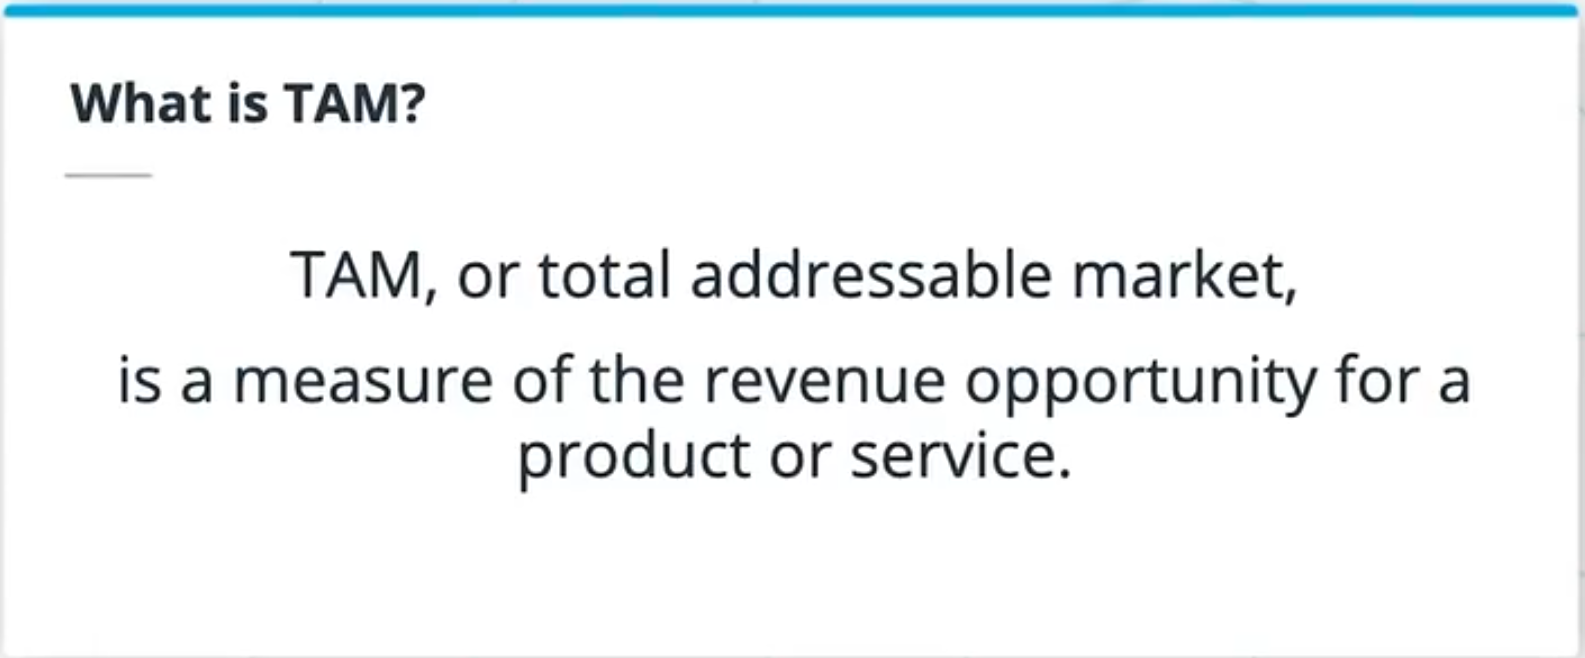 What is TAM?
TAM, or total addressable market,
is a measure of the revenue opportunity for a
product or service.